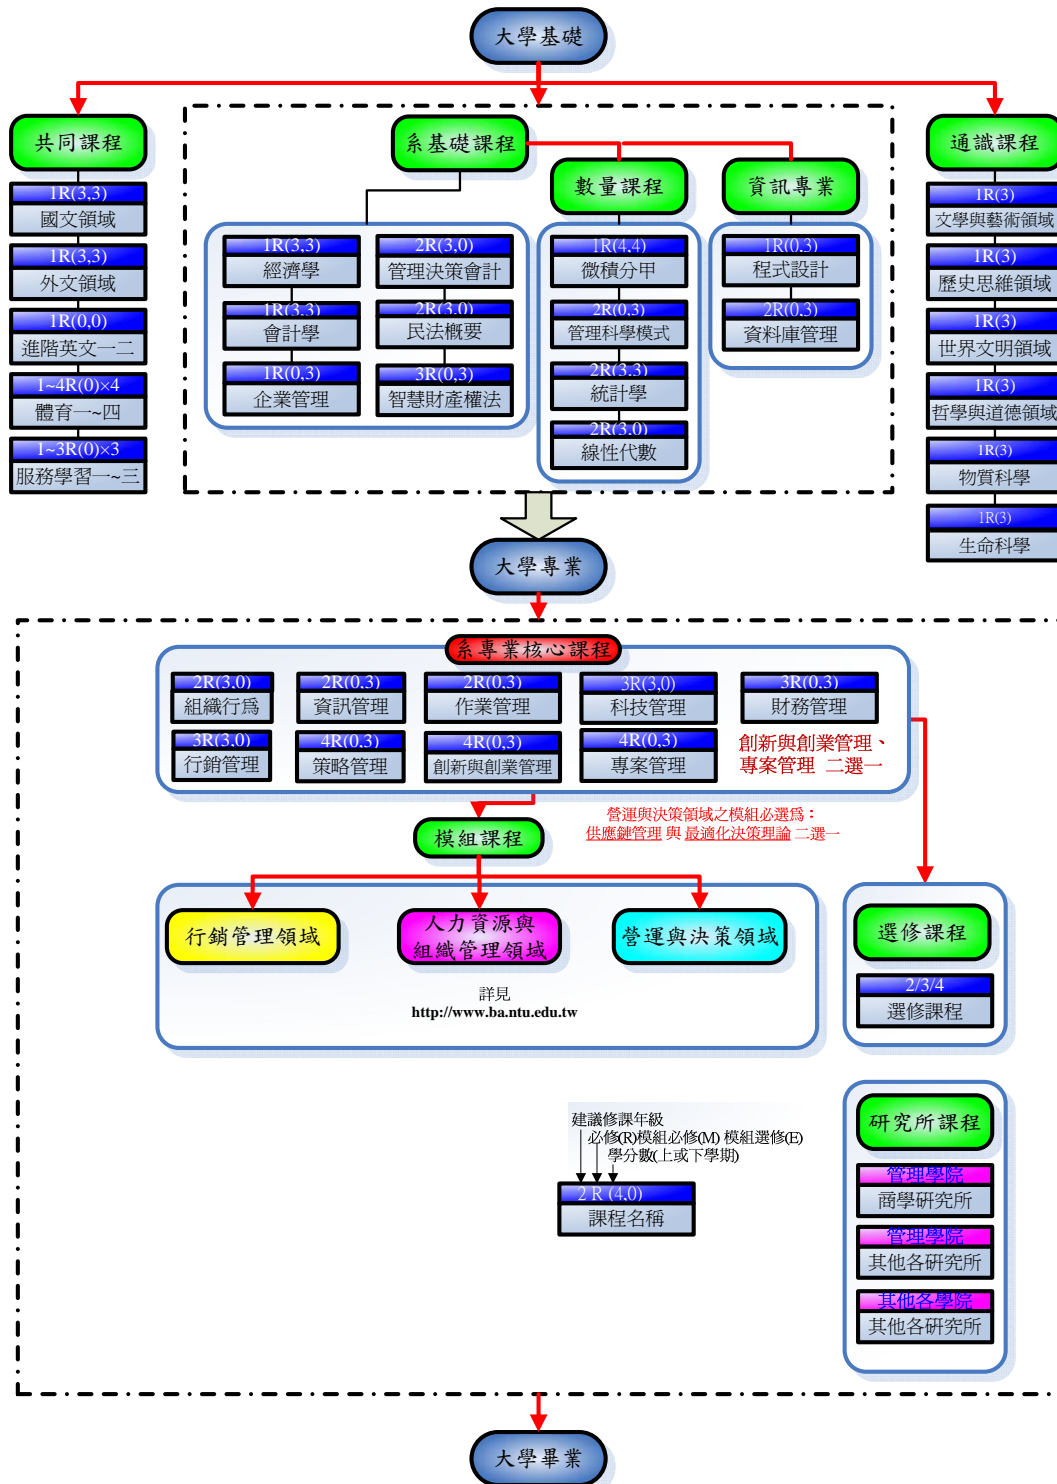 大學基礎
共同課程
1R(3,3)
國文領域
1R(3,3)
外文領域
1R(0,0)
進階英文一二
1~4R(0)×4
體育一~四
1~3R(0)×3
服務學習一~三
系基礎課程
數量課程
資訊專業
1R(3,3)
經濟學
1R(3,3)
會計學
1R(0,3)
企業管理
2R(3,0)
管理決策會計
2R(3,0)
民法概要
3R(0,3)
智慧財產權法
1R(4,4)
微積分甲
2R(0,3)
管理科學模式
2R(3,3)
統計學
2R(3,0)
線性代數
1R(0,3)
程式設計
2R(0,3)
資料庫管理
通識課程
1R(3)
文學與藝術領域
1R(3)
歷史思維領域
1R(3)
世界文明領域
1R(3)
哲學與道德領域
1R(3)
物質科學
1R(3)
生命科學
大學專業
系專業核心課程
2R(3,0)
組織行為
2R(0,3)
資訊管理
2R(0,3)
作業管理
3R(3,0)
科技管理
3R(0,3)
財務管理
3R(3,0)
行銷管理
4R(0,3)
策略管理
4R(0,3)
創新與創業管理
4R(0,3)
專案管理
創新與創業管理、
專案管理 二選一
營運與決策領域之模組必選為：
供應鏈管理 與 最適化決策理論 二選一
模組課程
行銷管理領域
人力資源與
組織管理領域
營運與決策領域
詳見
http://www.ba.ntu.edu.tw
選修課程
2/3/4
選修課程
研究所課程
管理學院
商學研究所
管理學院
其他各研究所
其他各學院
其他各研究所
建議修課年級
必修(R)模組必修(M) 模組選修(E)
學分數(上或下學期)
2 R (4,0)
課程名稱
大學畢業